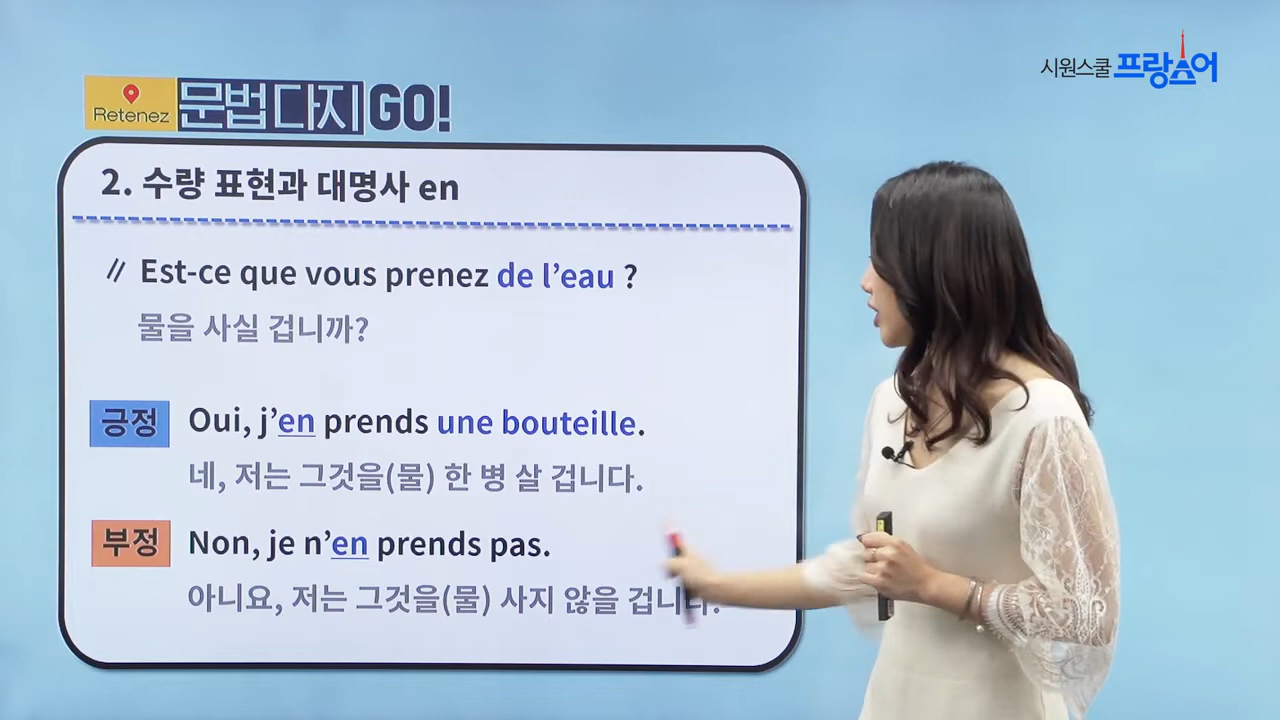 시원스쿨 프랑스어
Retenez 문법 다지 GO!
2. 수량 표현과 대명사 en
// Est-ce que vous prenez de l’eau ?
물을 사실 겁니까?
긍정 Oui, j’en prends une bouteille.
네, 저는 그것을(물) 한 병 살 겁니다.
부정 Non, je n’en prends pas.
아니요, 저는 그것을(물) 사지 않을 겁니다.